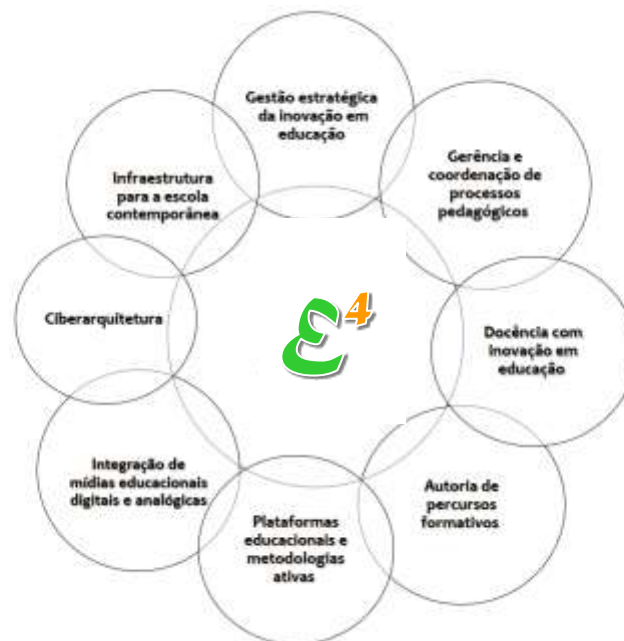 Gestão estratégica
da inovação em
educação
Gerência e
coordenação de
processos
pedagógicos
Docência com
inovação em
educação
Autoria de
percursos
formativos
Plataformas
educacionais e
metodologias
ativas
Integração de
mídias educacionais
digitais e analógicas
Ciberarquitetura
Infraestrutura
para a escola
contemporânea
ε4